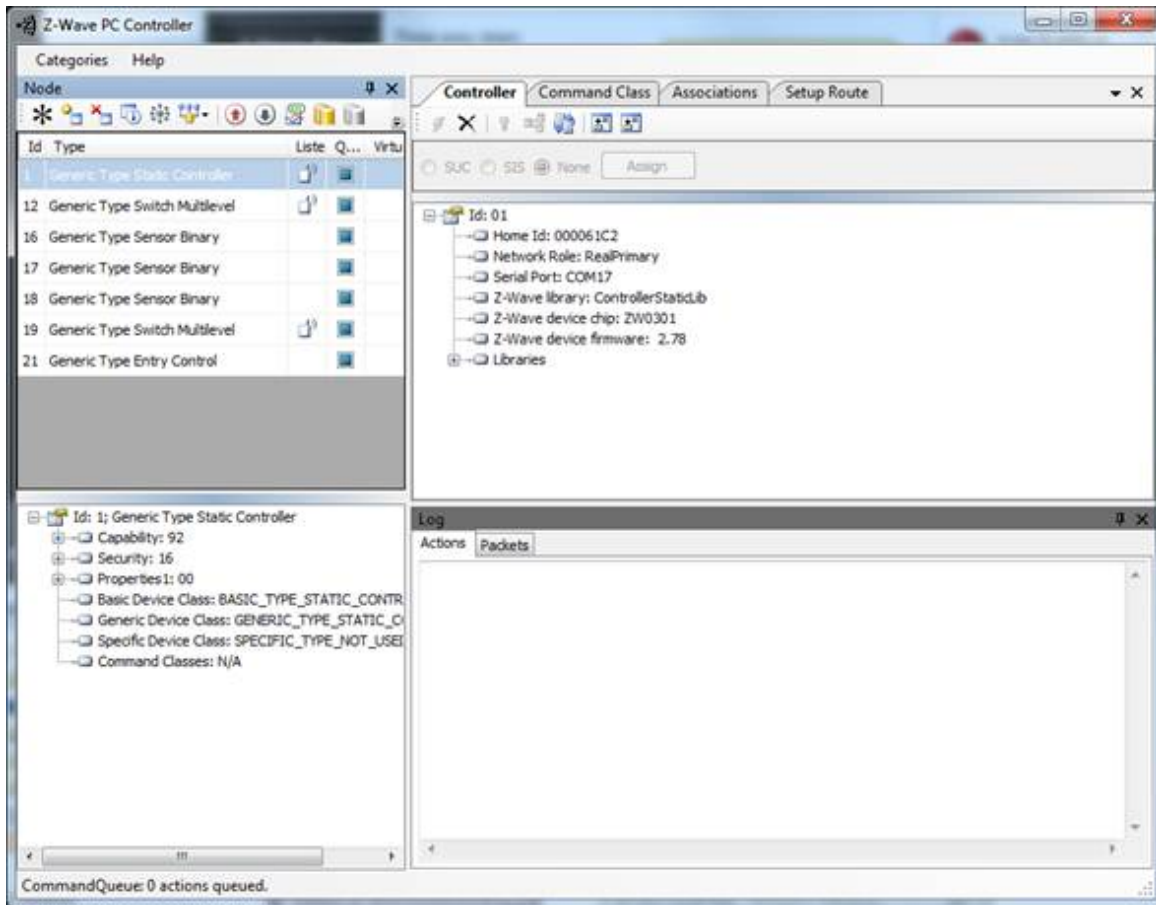 Z-Wave PC Controller
Categories Help
Node
Id Type Liste Q... Virtu
1 Generic Type Static Controller
12 Generic Type Switch Multilevel
16 Generic Type Sensor Binary
17 Generic Type Sensor Binary
18 Generic Type Sensor Binary
19 Generic Type Switch Multilevel
21 Generic Type Entry Control
Controller Command Class Associations Setup Route
SUC SIS None Assign
Id: 01
Home Id: 000061C2
Network Role: RealPrimary
Serial Port: COM17
Z-Wave library: ControllerStaticLib
Z-Wave device chip: ZW0301
Z-Wave device firmware: 2.78
Libraries
Id: 1; Generic Type Static Controller
Capability: 92
Security: 16
Properties1: 00
Basic Device Class: BASIC_TYPE_STATIC_CONTR
Generic Device Class: GENERIC_TYPE_STATIC_C
Specific Device Class: SPECIFIC_TYPE_NOT_USE
Command Classes: N/A
Log
Actions Packets
CommandQueue: 0 actions queued.